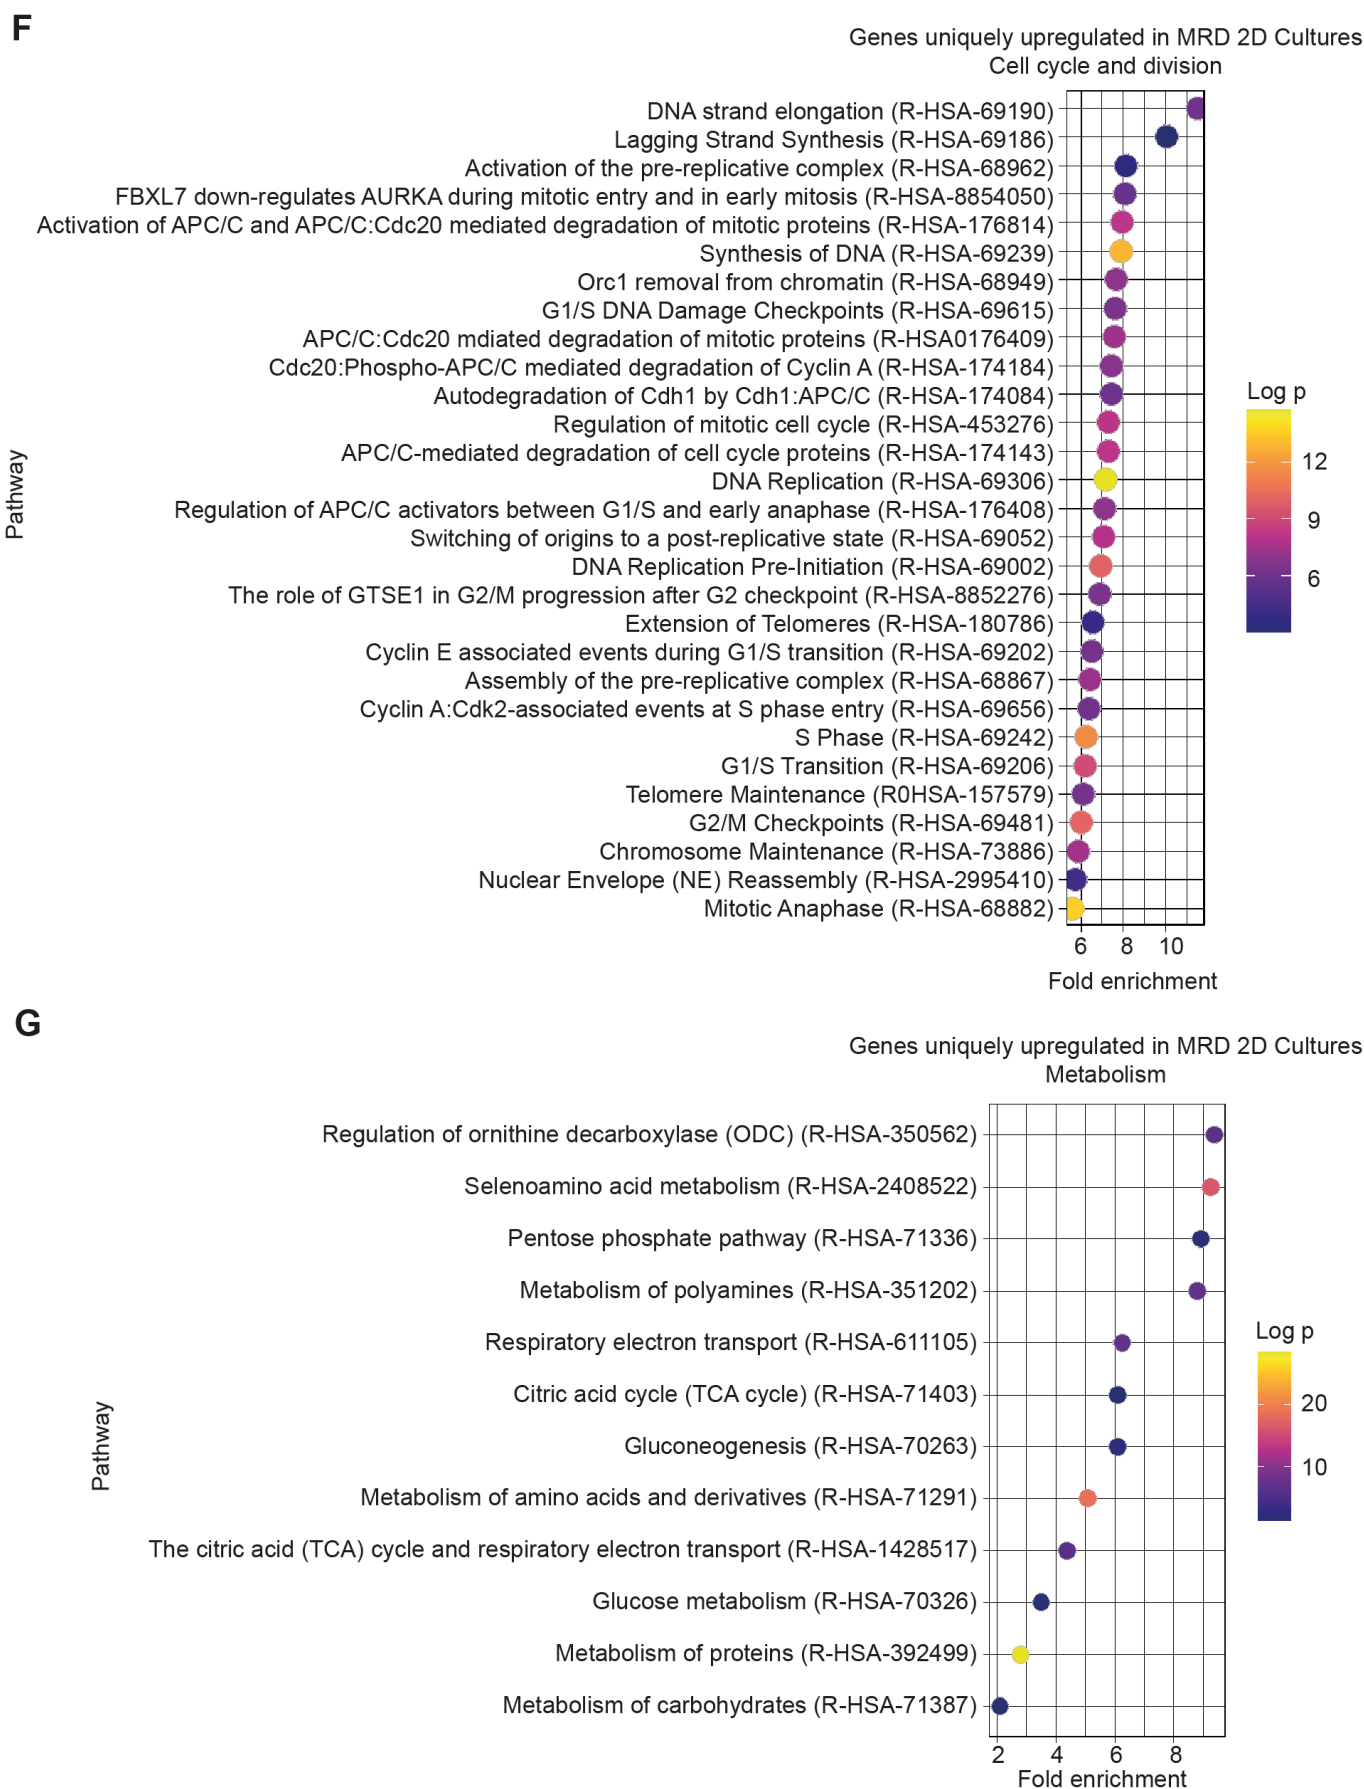 F
Genes uniquely upregulated in MRD 2D Cultures
Cell cycle and division
DNA strand elongation (R-HSA-69190)
Lagging Strand Synthesis (R-HSA-69186)
Activation of the pre-replicative complex (R-HSA-68962)
FBXL7 down-regulates AURKA during mitotic entry and in early mitosis (R-HSA-8854050)
Activation of APC/C and APC/C:Cdc20 mediated degradation of mitotic proteins (R-HSA-176814)
Synthesis of DNA (R-HSA-69239)
Orc1 removal from chromatin (R-HSA-68949)
G1/S DNA Damage Checkpoints (R-HSA-69615)
APC/C:Cdc20 mdiated degradation of mitotic proteins (R-HSA0176409)
Cdc20:Phospho-APC/C mediated degradation of Cyclin A (R-HSA-174184)
Autodegradation of Cdh1 by Cdh1:APC/C (R-HSA-174084)
Regulation of mitotic cell cycle (R-HSA-453276)
APC/C-mediated degradation of cell cycle proteins (R-HSA-174143)
DNA Replication (R-HSA-69306)
Regulation of APC/C activators between G1/S and early anaphase (R-HSA-176408)
Switching of origins to a post-replicative state (R-HSA-69052)
DNA Replication Pre-Initiation (R-HSA-69002)
The role of GTSE1 in G2/M progression after G2 checkpoint (R-HSA-8852276)
Extension of Telomeres (R-HSA-180786)
Cyclin E associated events during G1/S transition (R-HSA-69202)
Assembly of the pre-replicative complex (R-HSA-68867)
Cyclin A:Cdk2-associated events at S phase entry (R-HSA-69656)
S Phase (R-HSA-69242)
G1/S Transition (R-HSA-69206)
Telomere Maintenance (R0HSA-157579)
G2/M Checkpoints (R-HSA-69481)
Chromosome Maintenance (R-HSA-73886)
Nuclear Envelope (NE) Reassembly (R-HSA-2995410)
Mitotic Anaphase (R-HSA-68882)
Pathway
6 8 10
Fold enrichment
Log p
12
9
6
G
Genes uniquely upregulated in MRD 2D Cultures
Metabolism
Regulation of ornithine decarboxylase (ODC) (R-HSA-350562)
Selenoamino acid metabolism (R-HSA-2408522)
Pentose phosphate pathway (R-HSA-71336)
Metabolism of polyamines (R-HSA-351202)
Respiratory electron transport (R-HSA-611105)
Citric acid cycle (TCA cycle) (R-HSA-71403)
Gluconeogenesis (R-HSA-70263)
Metabolism of amino acids and derivatives (R-HSA-71291)
The citric acid (TCA) cycle and respiratory electron transport (R-HSA-1428517)
Glucose metabolism (R-HSA-70326)
Metabolism of proteins (R-HSA-392499)
Metabolism of carbohydrates (R-HSA-71387)
Pathway
2 4 6 8
Fold enrichment
Log p
20
10